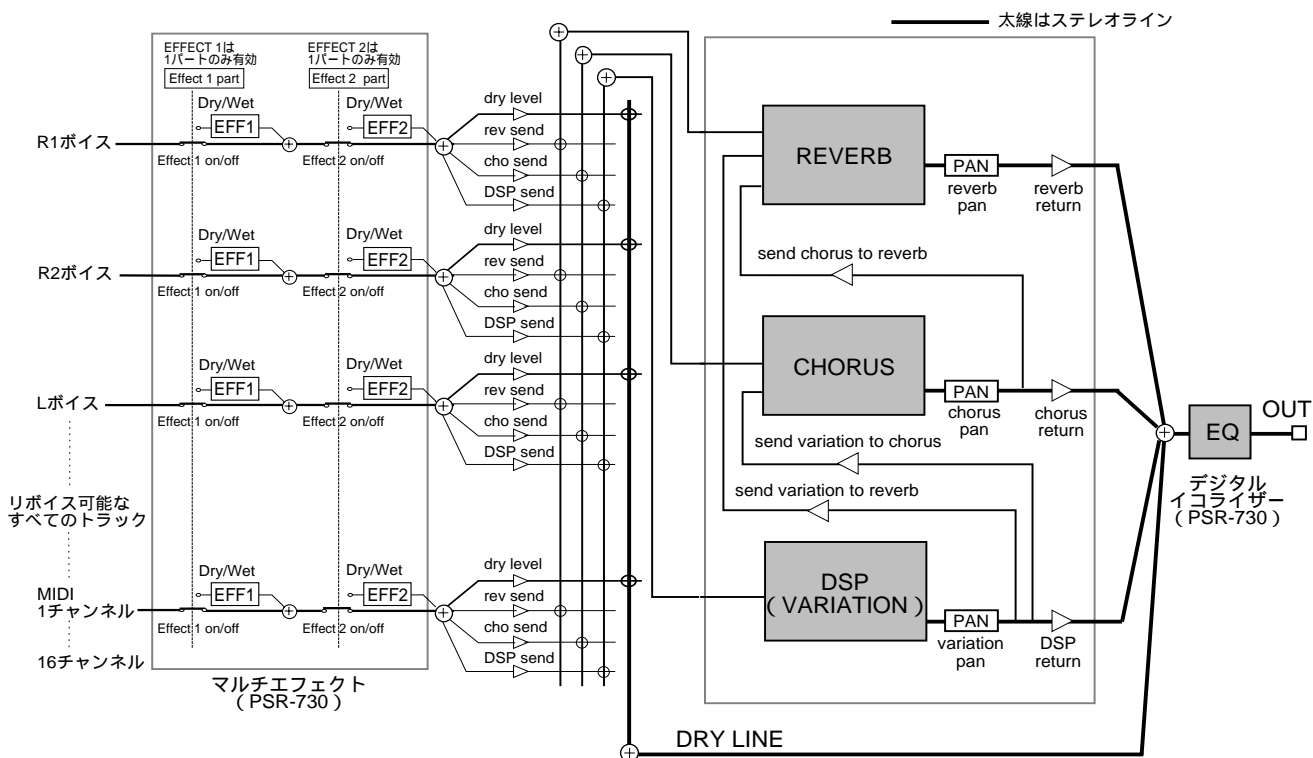 太線はステレオライン
EFFECT 1は
1パートのみ有効
Effect 1 part
EFFECT 2は
1パートのみ有効
Effect 2 part
R1ボイス
Dry/Wet
EFF1
Effect 1 on/off
Dry/Wet
EFF2
Effect 2 on/off
dry level
rev send
cho send
DSP send
R2ボイス
Dry/Wet
EFF1
Effect 1 on/off
Dry/Wet
EFF2
Effect 2 on/off
dry level
rev send
cho send
DSP send
Lボイス
Dry/Wet
EFF1
Effect 1 on/off
Dry/Wet
EFF2
Effect 2 on/off
dry level
rev send
cho send
DSP send
リボイス可能な
すべてのトラック
MIDI
1チャンネル
16チャンネル
Dry/Wet
EFF1
Effect 1 on/off
Dry/Wet
EFF2
Effect 2 on/off
dry level
rev send
cho send
DSP send
マルチエフェクト
( PSR-730 )
REVERB
PAN
reverb
pan
reverb
return
send chorus to reverb
CHORUS
PAN
chorus
pan
chorus
return
send variation to chorus
send variation to reverb
DSP
( VARIATION )
PAN
variation
pan
DSP
return
DRY LINE
EQ
OUT
デジタル
イコライザー
( PSR-730 )